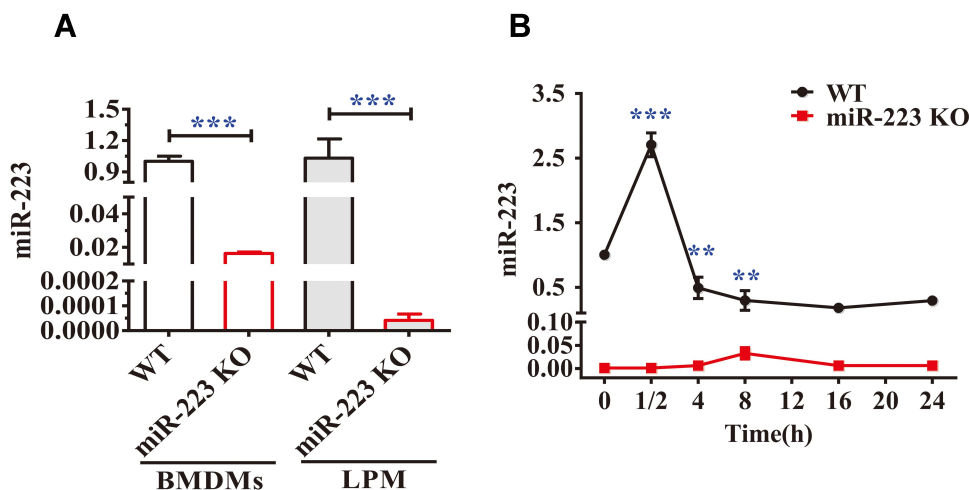 A
miR-223
1.5
1.2
0.9
0.04
0.02
0.0002
0.0001
0.0000
***
***
WT
miR-223 KO
WT
miR-223 KO
BMDMs
LPM
B
WT
miR-223 KO
miR-223
3.5
2.5
1.5
0.5
0.10
0.05
0.00
***
**
**
0 1/2 4 8 12 16 20 24
Time(h)